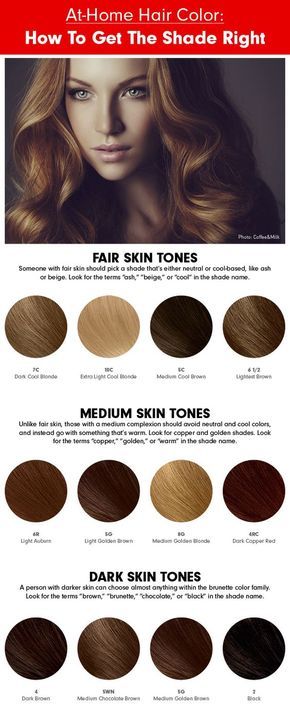 At-Home Hair Color:
How To Get The Shade Right
Photo: Coffee&Milk
FAIR SKIN TONES
Someone with fair skin should pick a shade that's either neutral or cool-based, like ash
or beige. Look for the terms "ash," "beige," or "cool" in the shade name.
7C 10C 5C 6 1/2
Dark Cool Blonde Extra Light Cool Blonde Medium Cool Brown Lightest Brown
MEDIUM SKIN TONES
Unlike fair skin, those with a medium complexion should avoid neutral and cool colors,
and instead go with something that's warm. Look for copper and golden shades. Look
for the terms "copper," "golden," or "warm" in the shade name.
6R 5G 8G 4RC
Light Auburn Light Golden Brown Medium Golden Blonde Dark Copper Red
DARK SKIN TONES
A person with darker skin can choose almost anything within the brunette color family.
Look for the terms "brown," "brunette," "chocolate," or "black" in the shade name.
4 5WN 5G 2
Dark Brown Medium Chocolate Brown Medium Golden Brown Black